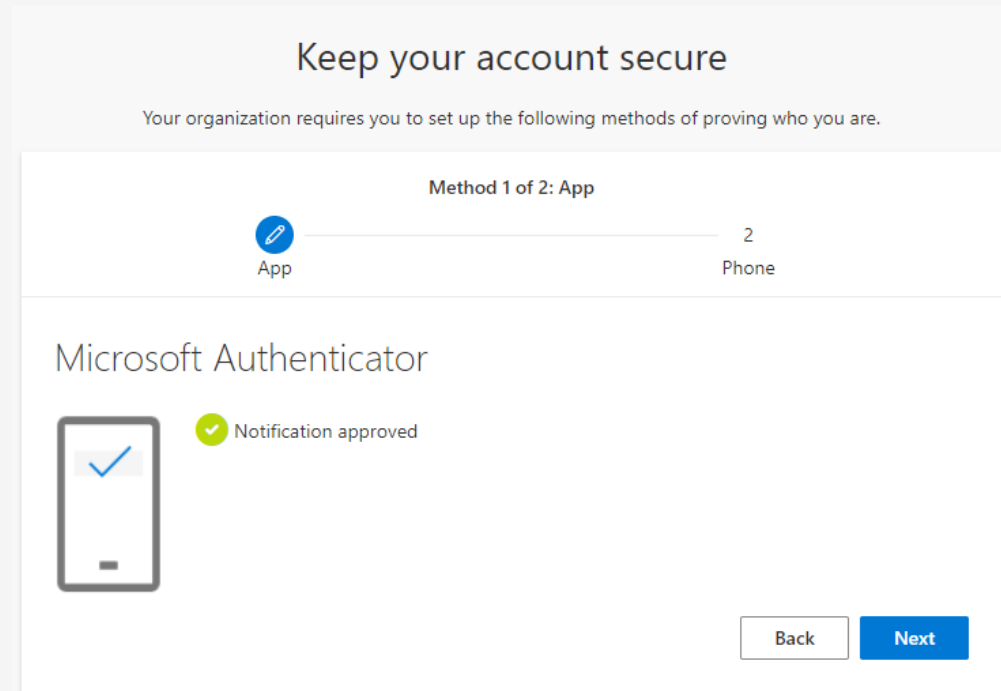 Keep your account secure
Your organization requires you to set up the following methods of proving who you are.
Method 1 of 2: App
2
App
Phone
Microsoft Authenticator
Notification approved
Back
Next